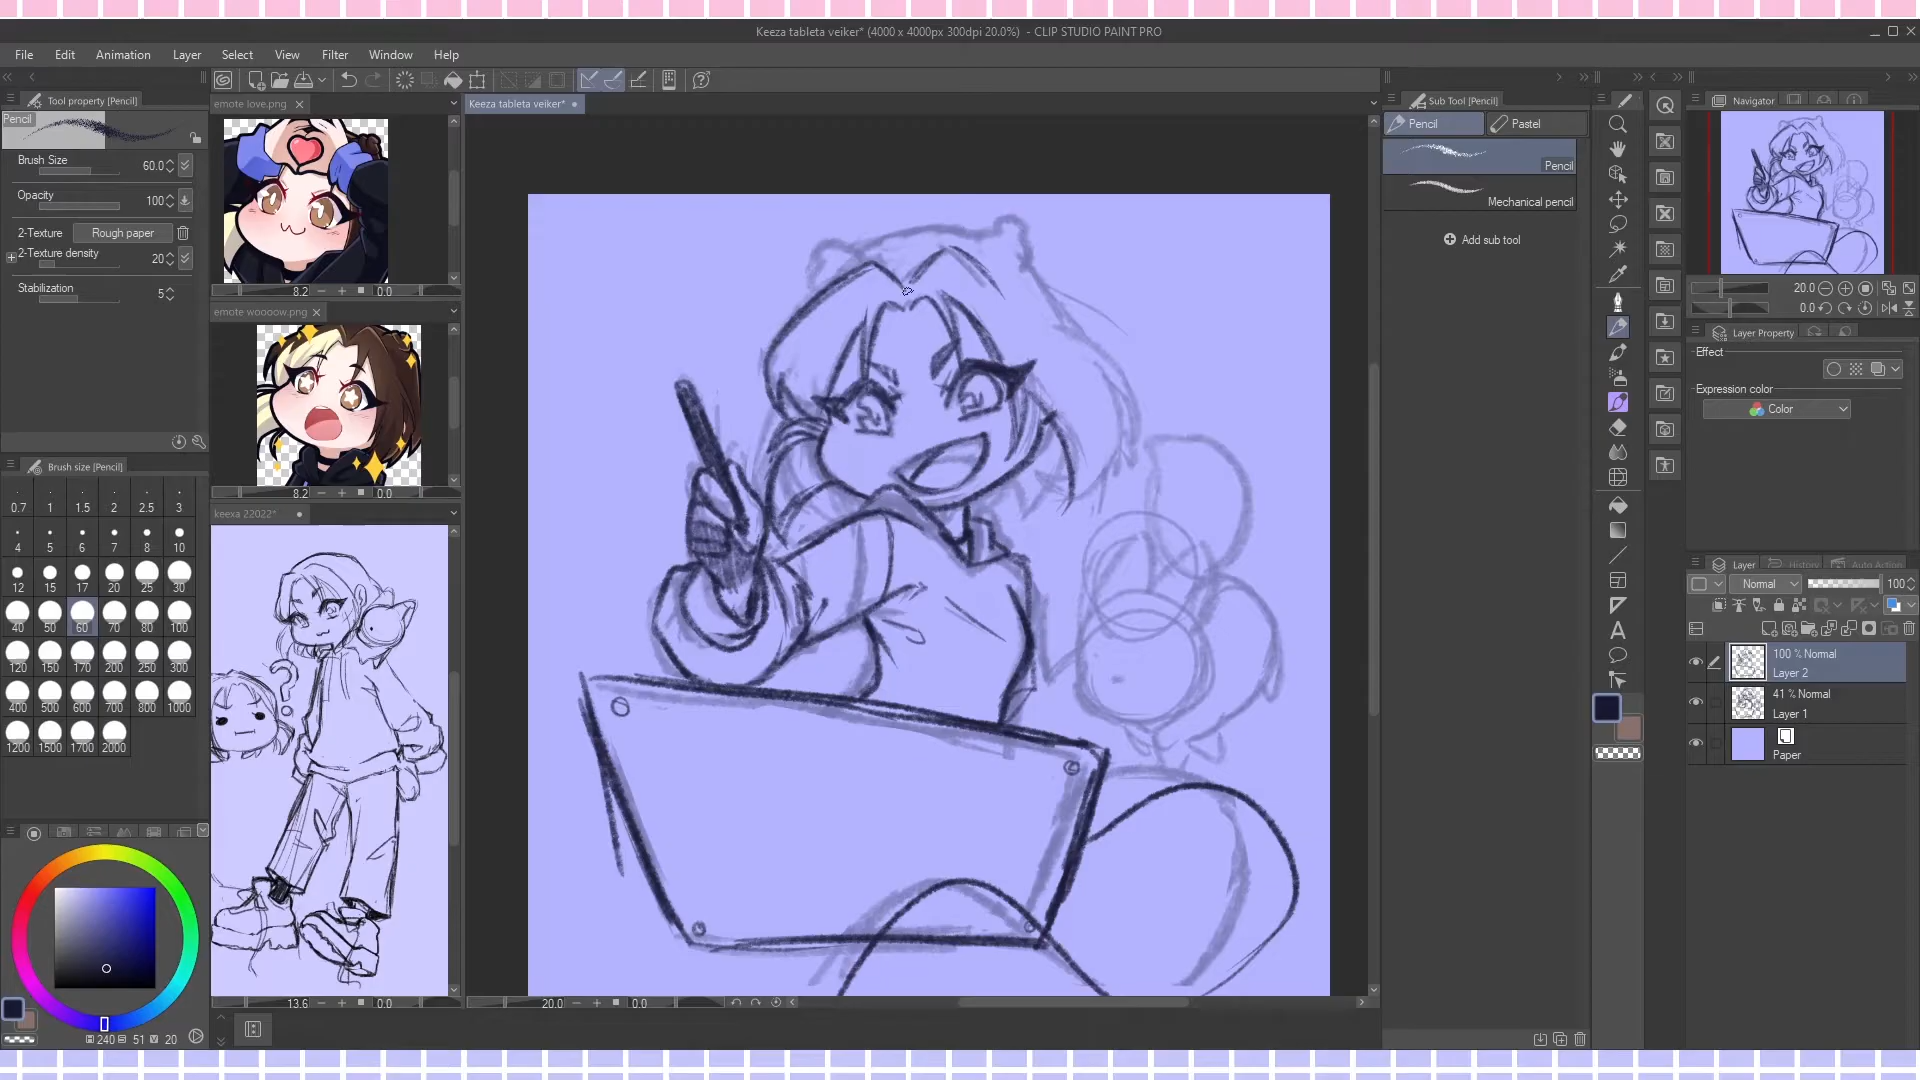 Keeza tableta veiker* (4000 x 4000px 300dpi 20.0%) - CLIP STUDIO PAINT PRO
File Edit Animation Layer Select View Filter Window Help
Tool property [Pencil]
Pencil
Brush Size 60.0
Opacity 100
2-Texture Rough paper
2-Texture density 20
Stabilization 5
Brush size [Pencil]
0.7 1 1.5 2 2.5 3
4 5 6 7 8 10
12 15 17 20 25 30
40 50 60 70 80 100
120 150 170 200 250 300
400 500 600 700 800 1000
1200 1500 1700 2000
240 51 20
emote love.png
8.2 0.0
emote woooow.png
8.2 0.0
keexa 22022*
??
13.6 0.0
Keeza tableta veiker*
20.0 0.0
Sub Tool [Pencil]
Pencil Pastel
Pencil
Mechanical pencil
Add sub tool
Navigator
20.0
0.0
Layer Property
Effect
Expression color
Color
Layer History Auto Action
Normal 100
100 % Normal
Layer 2
41 % Normal
Layer 1
Paper